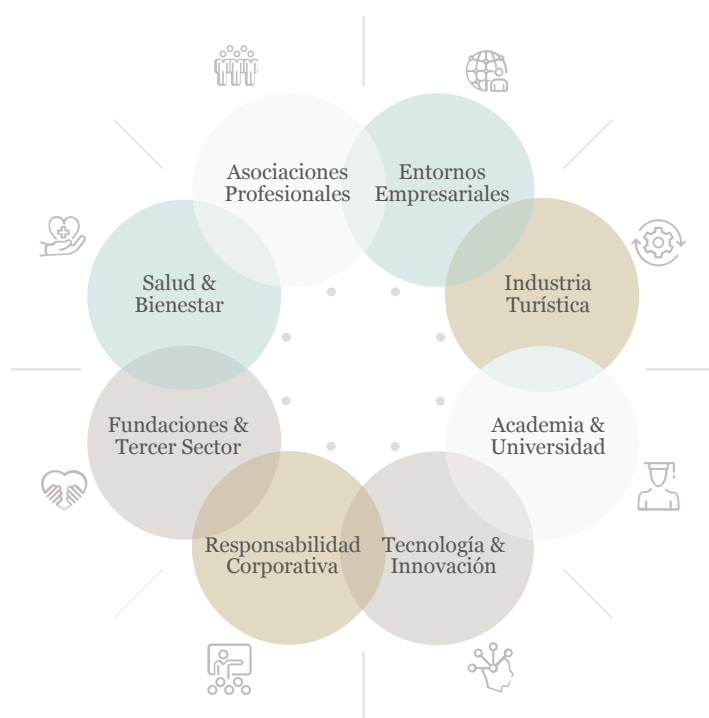 Asociaciones
Profesionales
Entornos
Empresariales
Salud &
Bienestar
Industria
Turística
Fundaciones &
Tercer Sector
Academia &
Universidad
Responsabilidad
Corporativa
Tecnología &
Innovación